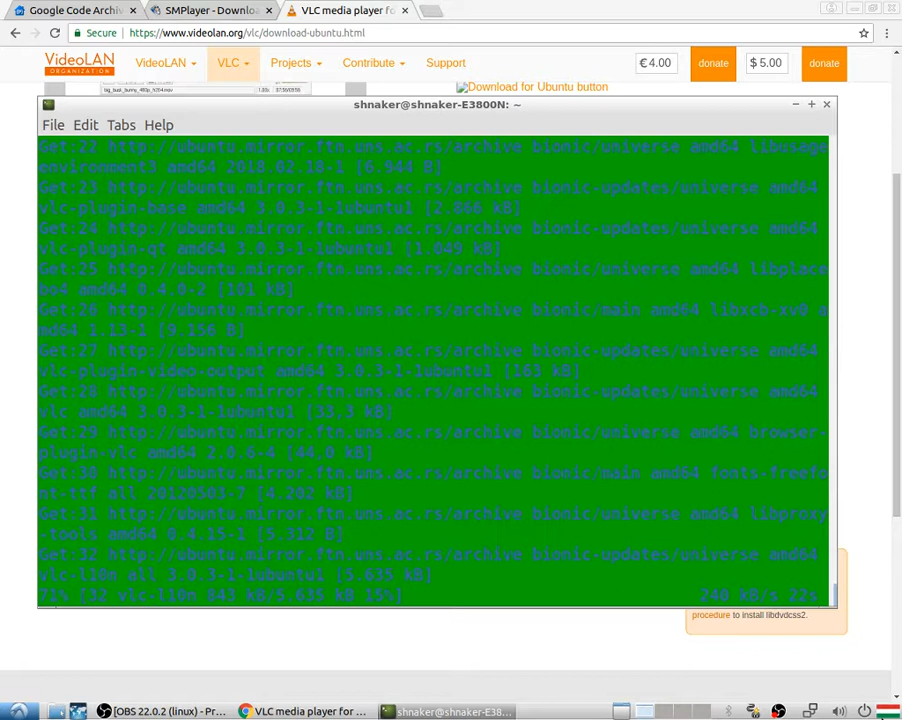 Google Code Archiv
SMPlayer - Downloa
VLC media player fo
Secure
https://www.videolan.org/vlc/download-ubuntu.html
VideoLAN
ORGANIZATION
VideoLAN
VLC
Projects
Contribute
Support
€ 4.00
donate
$ 5.00
donate
Download for Ubuntu button
shnaker@shnaker-E3800N: ~
File Edit Tabs Help
Get:22 http://ubuntu.mirror.ftn.uns.ac.rs/archive bionic/universe amd64 libusage
environment3 amd64 2018.02.18-1 [6.944 B]
Get:23 http://ubuntu.mirror.ftn.uns.ac.rs/archive bionic-updates/universe amd64
vlc-plugin-base amd64 3.0.3-1-1ubuntu1 [2.866 kB]
Get:24 http://ubuntu.mirror.ftn.uns.ac.rs/archive bionic-updates/universe amd64
vlc-plugin-qt amd64 3.0.3-1-1ubuntu1 [1.049 kB]
Get:25 http://ubuntu.mirror.ftn.uns.ac.rs/archive bionic/universe amd64 libplace
bo4 amd64 0.4.0-2 [101 kB]
Get:26 http://ubuntu.mirror.ftn.uns.ac.rs/archive bionic/main amd64 libxcb-xv0 a
md64 1.13-1 [9.156 B]
Get:27 http://ubuntu.mirror.ftn.uns.ac.rs/archive bionic-updates/universe amd64
vlc-plugin-video-output amd64 3.0.3-1-1ubuntu1 [163 kB]
Get:28 http://ubuntu.mirror.ftn.uns.ac.rs/archive bionic-updates/universe amd64
vlc amd64 3.0.3-1-1ubuntu1 [33,3 kB]
Get:29 http://ubuntu.mirror.ftn.uns.ac.rs/archive bionic/universe amd64 browser-
plugin-vlc amd64 2.0.6-4 [44,0 kB]
Get:30 http://ubuntu.mirror.ftn.uns.ac.rs/archive bionic/main amd64 fonts-freefo
nt-ttf all 20120503-7 [4.202 kB]
Get:31 http://ubuntu.mirror.ftn.uns.ac.rs/archive bionic/universe amd64 libproxy
-tools amd64 0.4.15-1 [5.312 B]
Get:32 http://ubuntu.mirror.ftn.uns.ac.rs/archive bionic-updates/universe amd64
vlc-l10n all 3.0.3-1-1ubuntu1 [5.635 kB]
71% [32 vlc-l10n 843 kB/5.635 kB 15%] 240 kB/s 22s
procedure to install libdvdcss2.
[OBS 22.0.2 (linux) - Pr...
VLC media player for ...
shnaker@shnaker-E38...